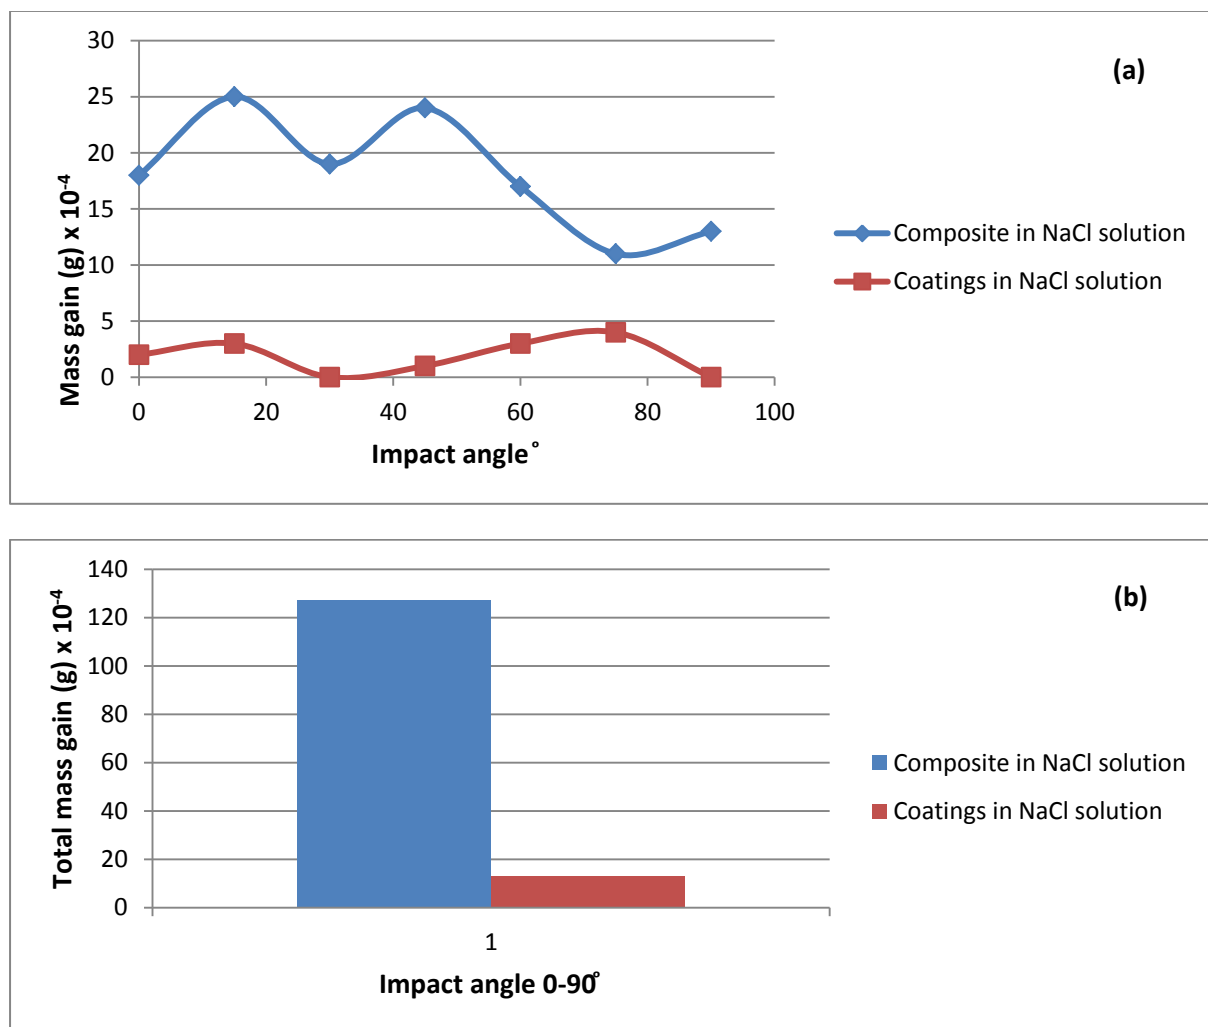 (a)
Mass gain (g) x 10⁻⁴
30
25
20
15
10
5
0
0 20 40 60 80 100
Impact angle°
Composite in NaCl solution
Coatings in NaCl solution
(b)
Total mass gain (g) x 10⁻⁴
140
120
100
80
60
40
20
0
1
Impact angle 0-90°
Composite in NaCl solution
Coatings in NaCl solution